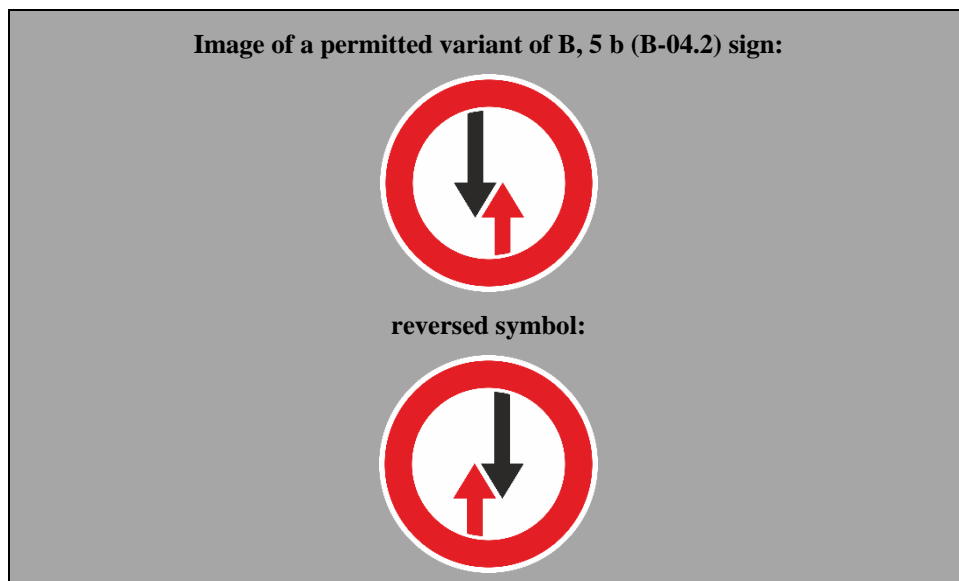 Image of a permitted variant of B, 5 b (B-04.2) sign:
reversed symbol: